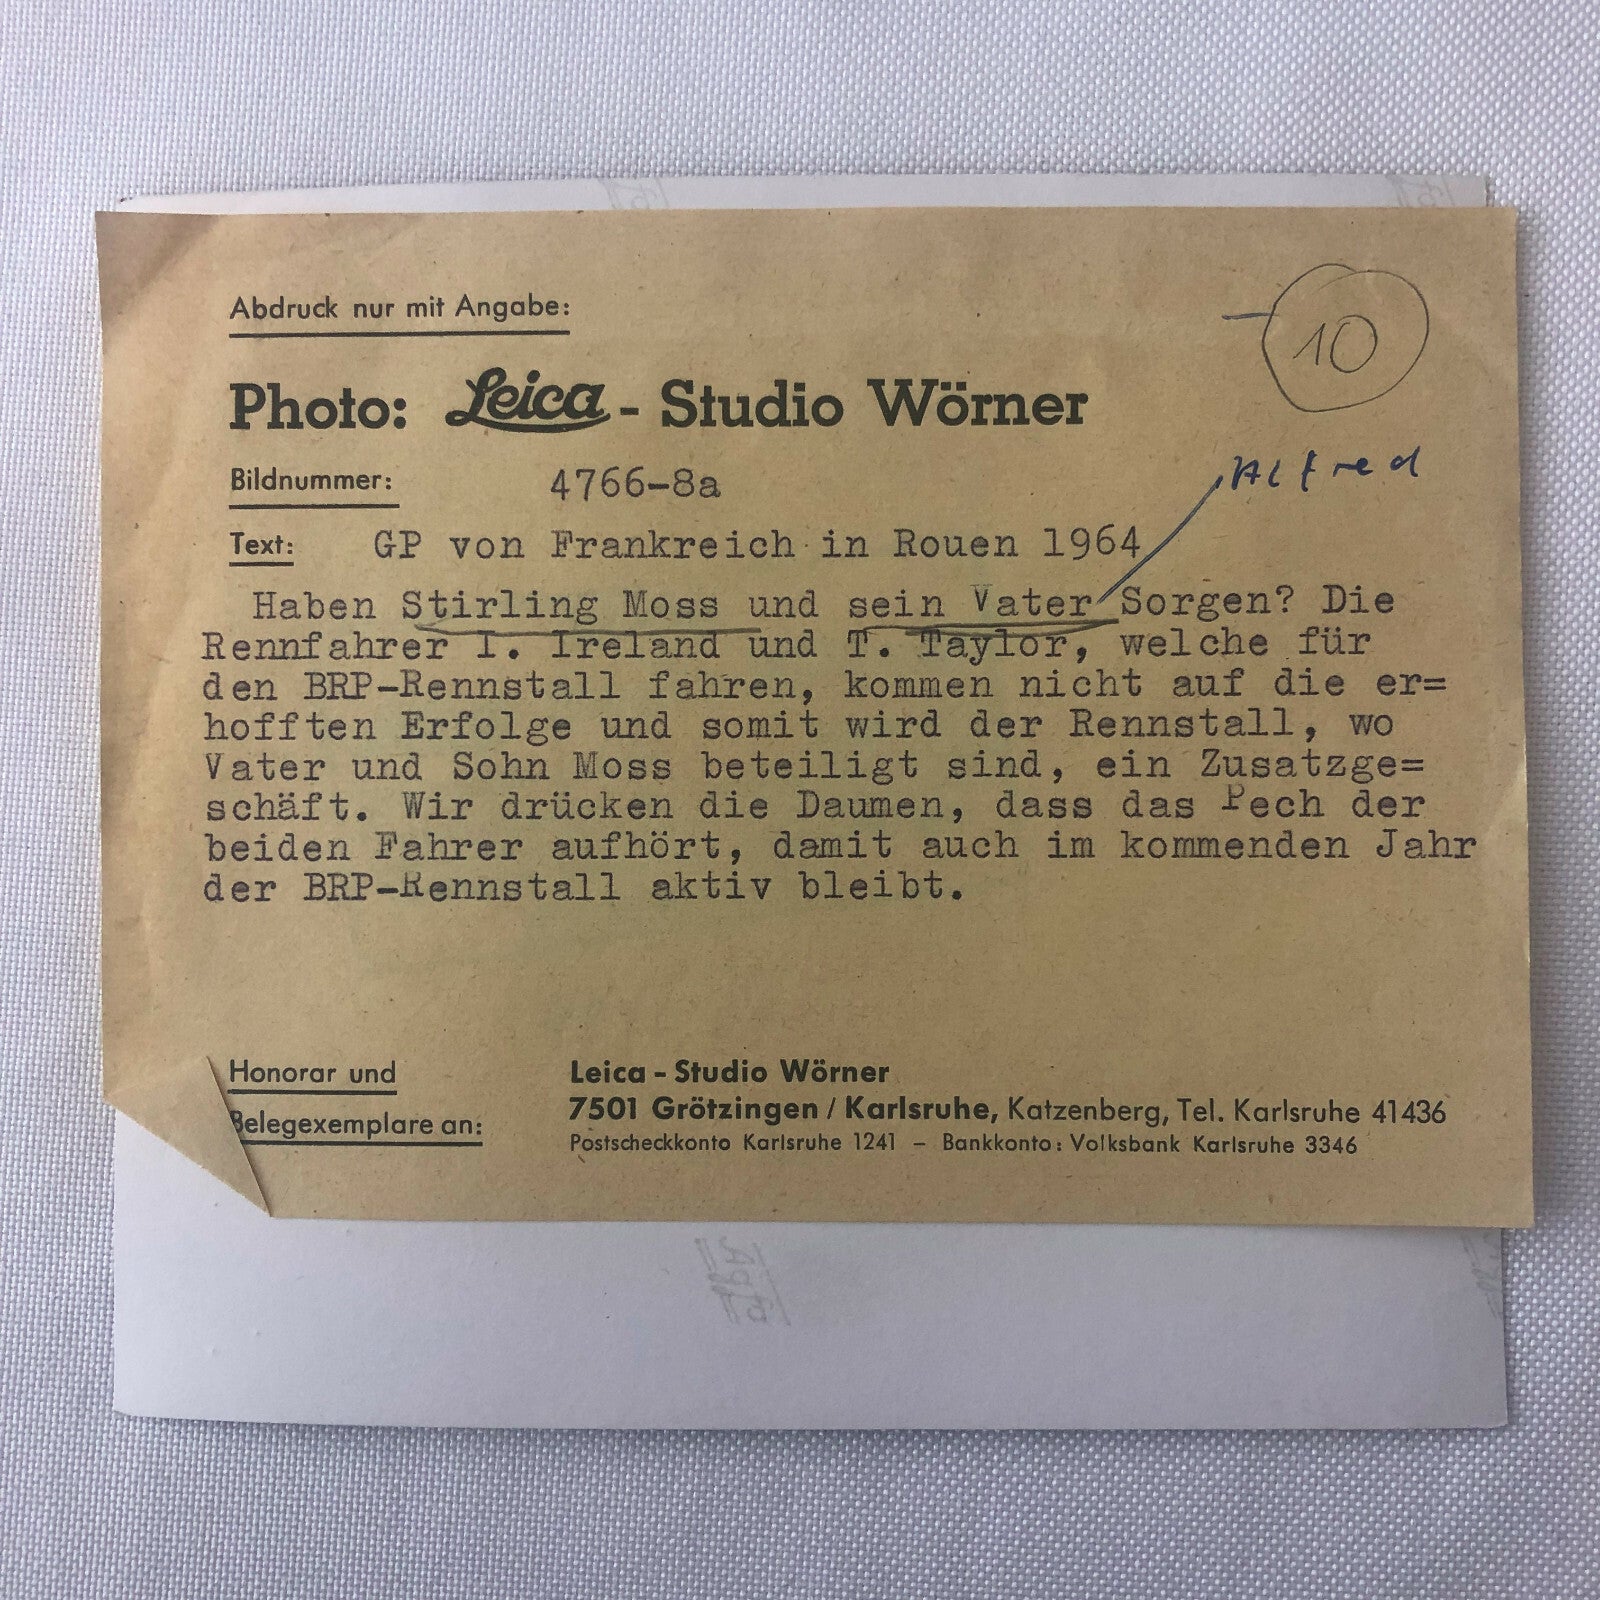 Abdruck nur mit Angabe:
10
Photo: Leica - Studio Wörner
Bildnummer: 4766-8a
Alfred
Text: GP von Frankreich in Rouen 1964
Haben Stirling Moss und sein Vater Sorgen? Die
Rennfahrer I. Ireland und T. Taylor, welche für
den BRP-Rennstall fahren, kommen nicht auf die er=
hofften Erfolge und somit wird der Rennstall, wo
Vater und Sohn Moss beteiligt sind, ein Zusatzge=
schäft. Wir drücken die Daumen, dass das Pech der
beiden Fahrer aufhört, damit auch im kommenden Jahr
der BRP-Rennstall aktiv bleibt.
Honorar und
Belegexemplare an:
Leica - Studio Wörner
7501 Grötzingen / Karlsruhe, Katzenberg, Tel. Karlsruhe 41436
Postscheckkonto Karlsruhe 1241 – Bankkonto: Volksbank Karlsruhe 3346